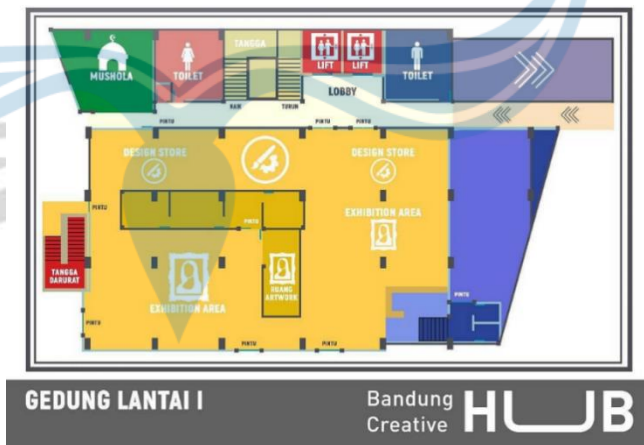 MUSHOLA
TOILET
TANGGA
LIFT
LIFT
TOILET
LOBBY
NAIK
TURUN
PINTU
PINTU
PINTU
DESIGN STORE
DESIGN STORE
PINTU
EXHIBITION AREA
PINTU
TANGGA
DARURAT
RUANG
ARTWORK
EXHIBITION AREA
PINTU
PINTU
PINTU
PINTU
GEDUNG LANTAI I
Bandung
Creative
HUB